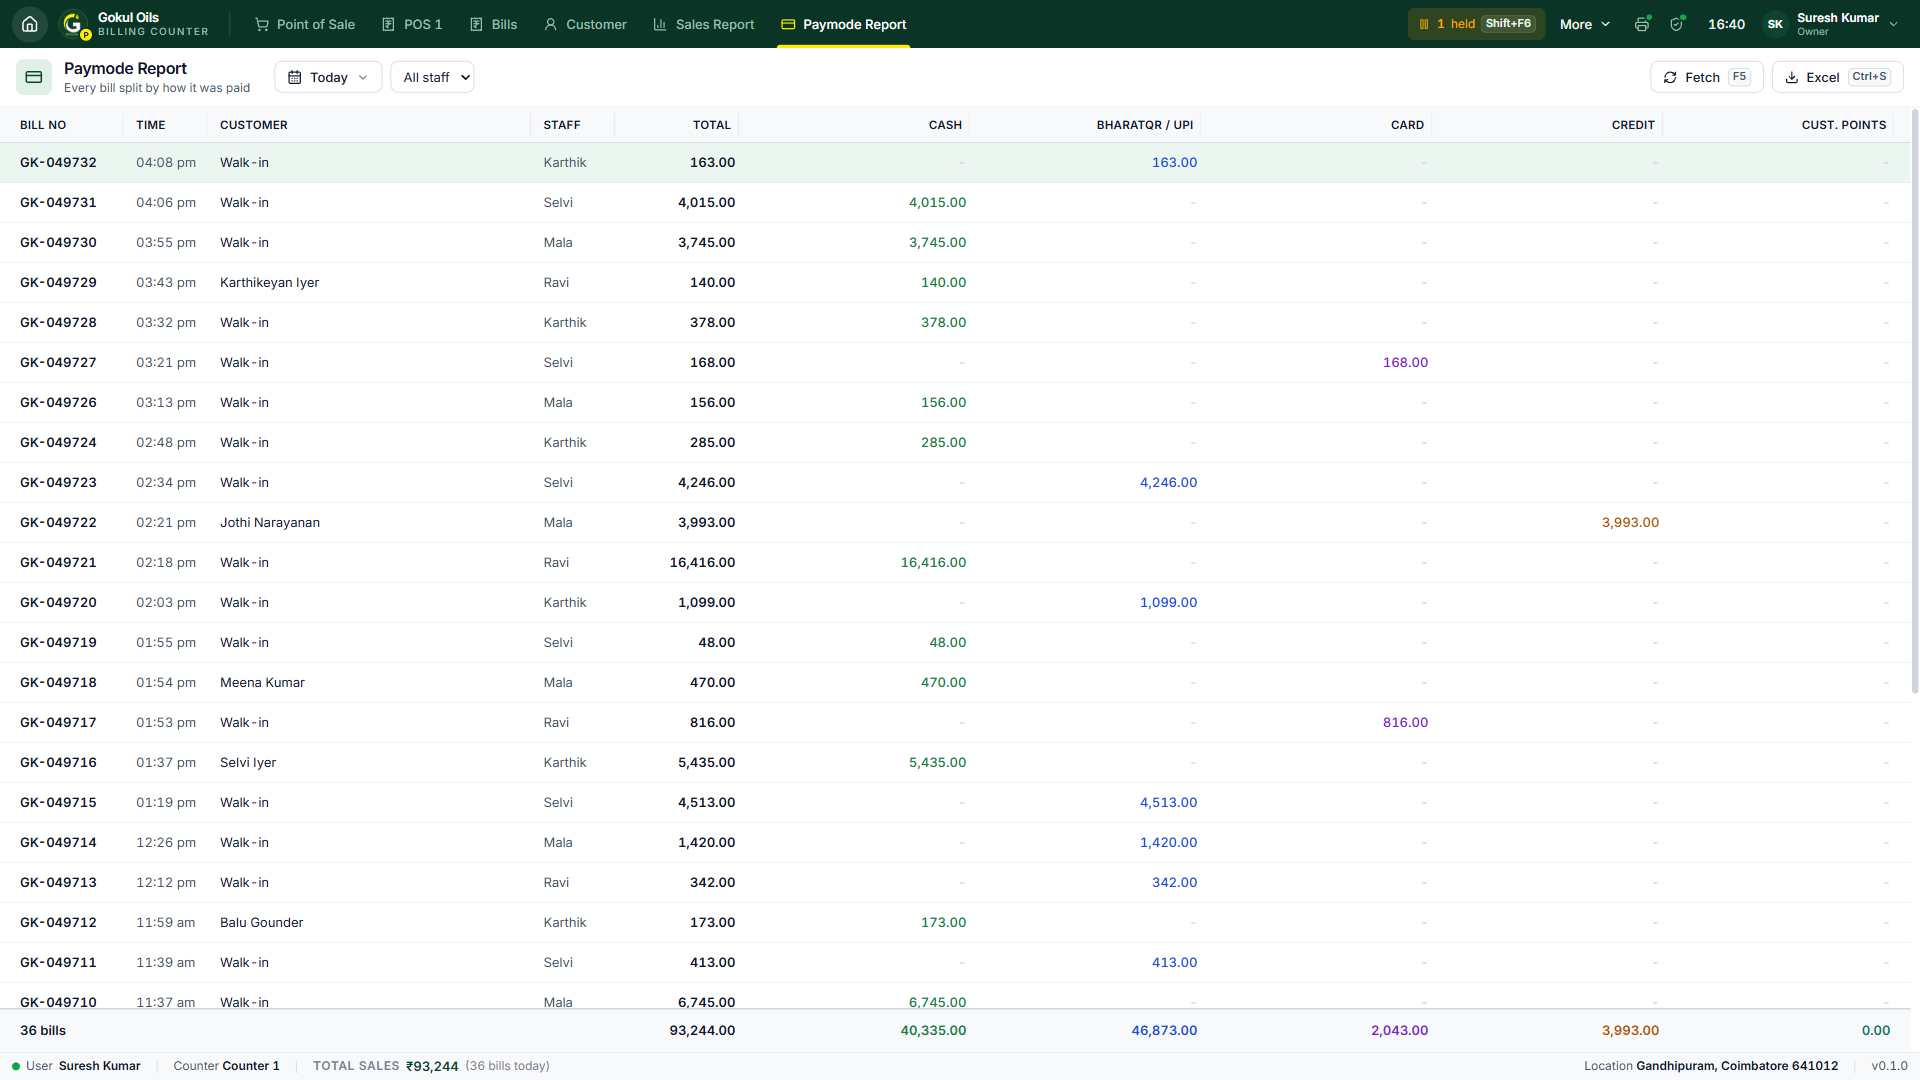 Gokul Oils
BILLING COUNTER
Point of Sale
POS 1
Bills
Customer
Sales Report
Paymode Report
1 held Shift+F6
More
16:40
SK
Suresh Kumar
Owner
Paymode Report
Every bill split by how it was paid
Today
All staff
Fetch F5
Excel Ctrl+S
BILL NO TIME CUSTOMER STAFF TOTAL CASH BHARATQR / UPI CARD CREDIT CUST. POINTS
GK-049732 04:08 pm Walk-in Karthik 163.00 - 163.00 - - -
GK-049731 04:06 pm Walk-in Selvi 4,015.00 4,015.00 - - - -
GK-049730 03:55 pm Walk-in Mala 3,745.00 3,745.00 - - - -
GK-049729 03:43 pm Karthikeyan Iyer Ravi 140.00 140.00 - - - -
GK-049728 03:32 pm Walk-in Karthik 378.00 378.00 - - - -
GK-049727 03:21 pm Walk-in Selvi 168.00 - - 168.00 - -
GK-049726 03:13 pm Walk-in Mala 156.00 156.00 - - - -
GK-049724 02:48 pm Walk-in Karthik 285.00 285.00 - - - -
GK-049723 02:34 pm Walk-in Selvi 4,246.00 - 4,246.00 - - -
GK-049722 02:21 pm Jothi Narayanan Mala 3,993.00 - - - 3,993.00 -
GK-049721 02:18 pm Walk-in Ravi 16,416.00 16,416.00 - - - -
GK-049720 02:03 pm Walk-in Karthik 1,099.00 - 1,099.00 - - -
GK-049719 01:55 pm Walk-in Selvi 48.00 48.00 - - - -
GK-049718 01:54 pm Meena Kumar Mala 470.00 470.00 - - - -
GK-049717 01:53 pm Walk-in Ravi 816.00 - - 816.00 - -
GK-049716 01:37 pm Selvi Iyer Karthik 5,435.00 5,435.00 - - - -
GK-049715 01:19 pm Walk-in Selvi 4,513.00 - 4,513.00 - - -
GK-049714 12:26 pm Walk-in Mala 1,420.00 - 1,420.00 - - -
GK-049713 12:12 pm Walk-in Ravi 342.00 - 342.00 - - -
GK-049712 11:59 am Balu Gounder Karthik 173.00 173.00 - - - -
GK-049711 11:39 am Walk-in Selvi 413.00 - 413.00 - - -
GK-049710 11:37 am Walk-in Mala 6,745.00 6,745.00 - - - -
36 bills 93,244.00 40,335.00 46,873.00 2,043.00 3,993.00 0.00
User Suresh Kumar Counter Counter 1 TOTAL SALES ₹93,244 (36 bills today) Location Gandhipuram, Coimbatore 641012 v0.1.0